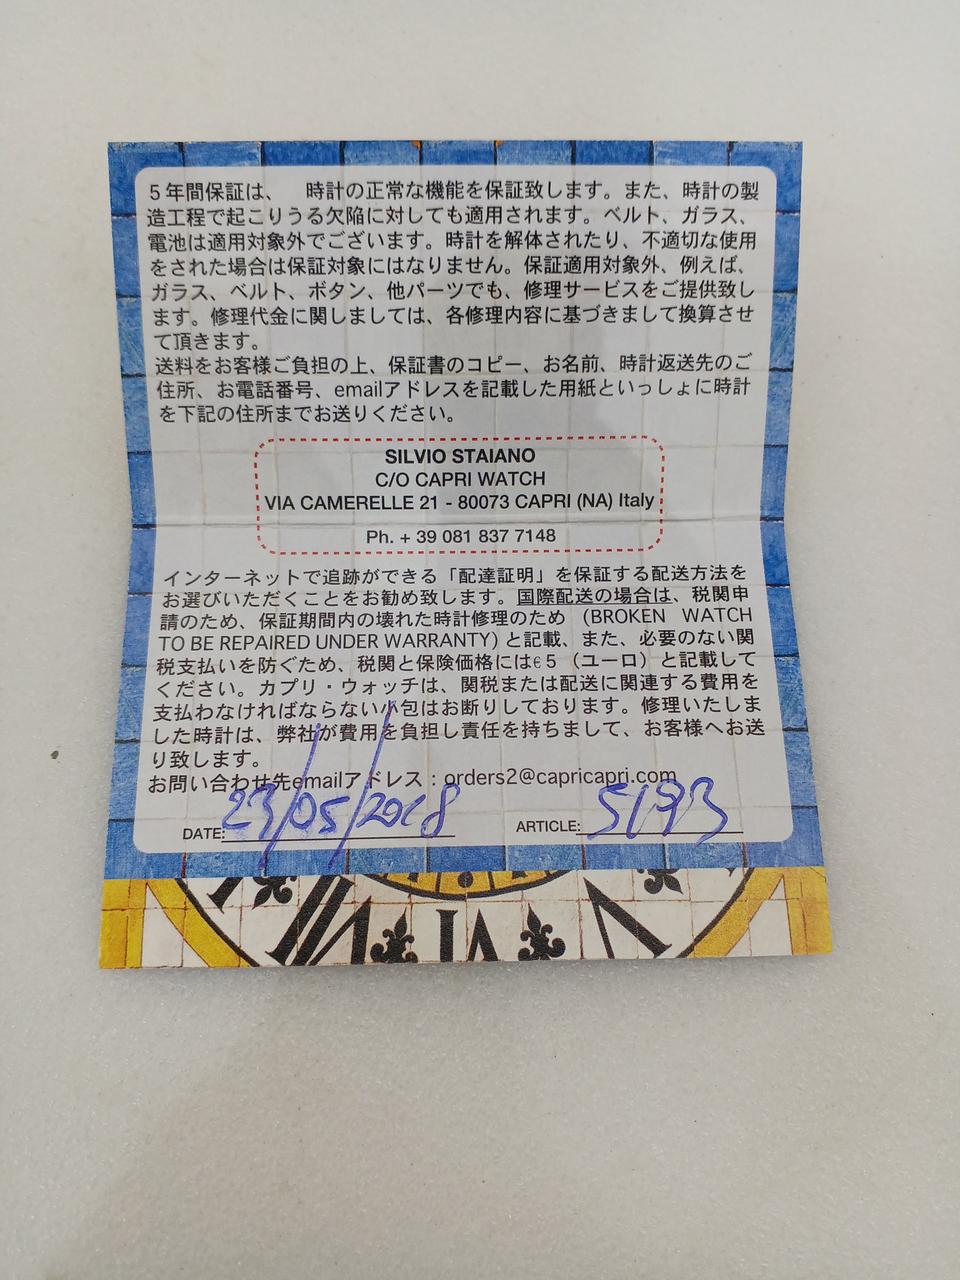 5年間保証は、　時計の正常な機能を保証致します。また、時計の製
造工程で起こりうる欠陥に対しても適用されます。ベルト、ガラス、
電池は適用対象外でございます。時計を解体されたり、不適切な使用
をされた場合は保証対象にはなりません。保証適用対象外、例えば、
ガラス、ベルト、ボタン、他パーツでも、修理サービスをご提供致し
ます。修理代金に関しましては、各修理内容に基づきまして換算させ
て頂きます。
送料をお客様ご負担の上、保証書のコピー、お名前、時計返送先のご
住所、お電話番号、emailアドレスを記載した用紙といっしょに時計
を下記の住所までお送りください。
SILVIO STAIANO
C/O CAPRI WATCH
VIA CAMERELLE 21 - 80073 CAPRI (NA) Italy
Ph. + 39 081 837 7148
インターネットで追跡ができる「配達証明」を保証する配送方法を
お選びいただくことをお勧め致します。国際配送の場合は、税関申
請のため、保証期間内の壊れた時計修理のため (BROKEN WATCH
TO BE REPAIRED UNDER WARRANTY) と記載、また、必要のない関
税支払いを防ぐため、税関と保険価格には€5（ユーロ）と記載して
ください。カプリ・ウォッチは、関税または配送に関連する費用を
支払わなければならない小包はお断りしております。修理いたしま
した時計は、弊社が費用を負担し責任を持ちまして、お客様へお送
り致します。
お問い合わせ先emailアドレス：orders2@capricapri.com
DATE: 23/05/2018 ARTICLE: 5193